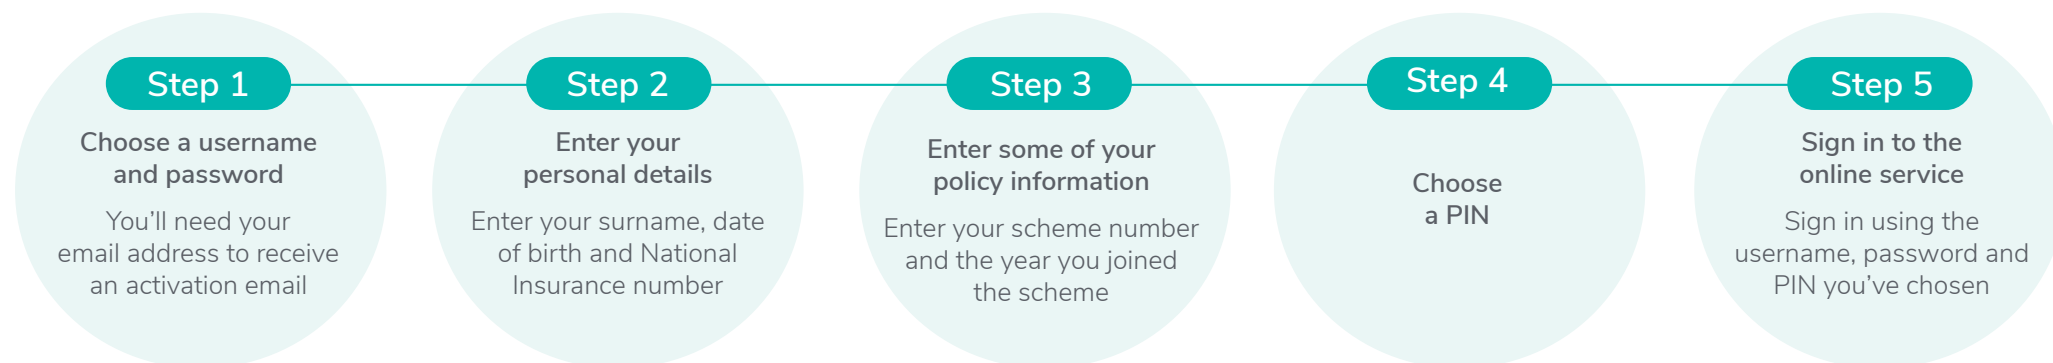 Step 1
Choose a username
and password
You’ll need your
email address to receive
an activation email
Step 2
Enter your
personal details
Enter your surname, date
of birth and National
Insurance number
Step 3
Enter some of your
policy information
Enter your scheme number
and the year you joined
the scheme
Step 4
Choose
a PIN
Step 5
Sign in to the
online service
Sign in using the
username, password and
PIN you’ve chosen